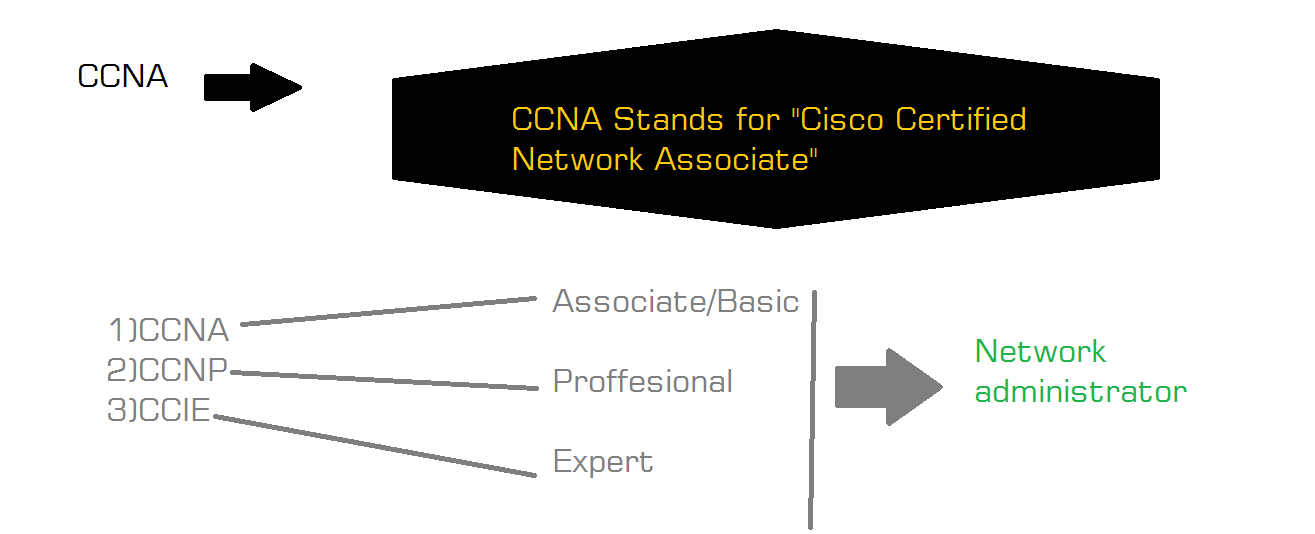 CCNA
CCNA Stands for "Cisco Certified
Network Associate"
1)CCNA
2)CCNP
3)CCIE
Associate/Basic
Proffesional
Expert
Network
administrator